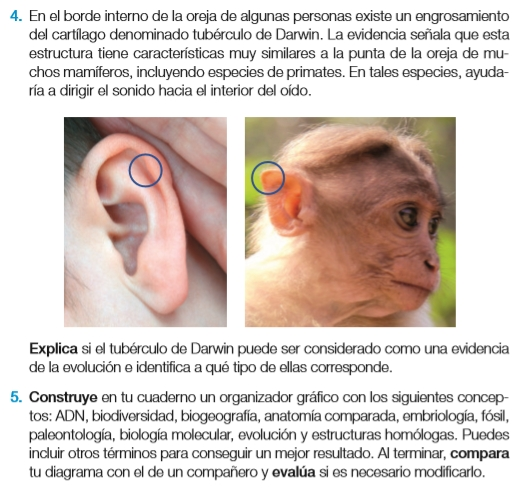 4. En el borde interno de la oreja de algunas personas existe un engrosamiento
del cartílago denominado tubérculo de Darwin. La evidencia señala que esta
estructura tiene características muy similares a la punta de la oreja de mu-
chos mamíferos, incluyendo especies de primates. En tales especies, ayuda-
ría a dirigir el sonido hacia el interior del oído.
Explica si el tubérculo de Darwin puede ser considerado como una evidencia
de la evolución e identifica a qué tipo de ellas corresponde.
5. Construye en tu cuaderno un organizador gráfico con los siguientes concep-
tos: ADN, biodiversidad, biogeografía, anatomía comparada, embriología, fósil,
paleontología, biología molecular, evolución y estructuras homólogas. Puedes
incluir otros términos para conseguir un mejor resultado. Al terminar, compara
tu diagrama con el de un compañero y evalúa si es necesario modificarlo.